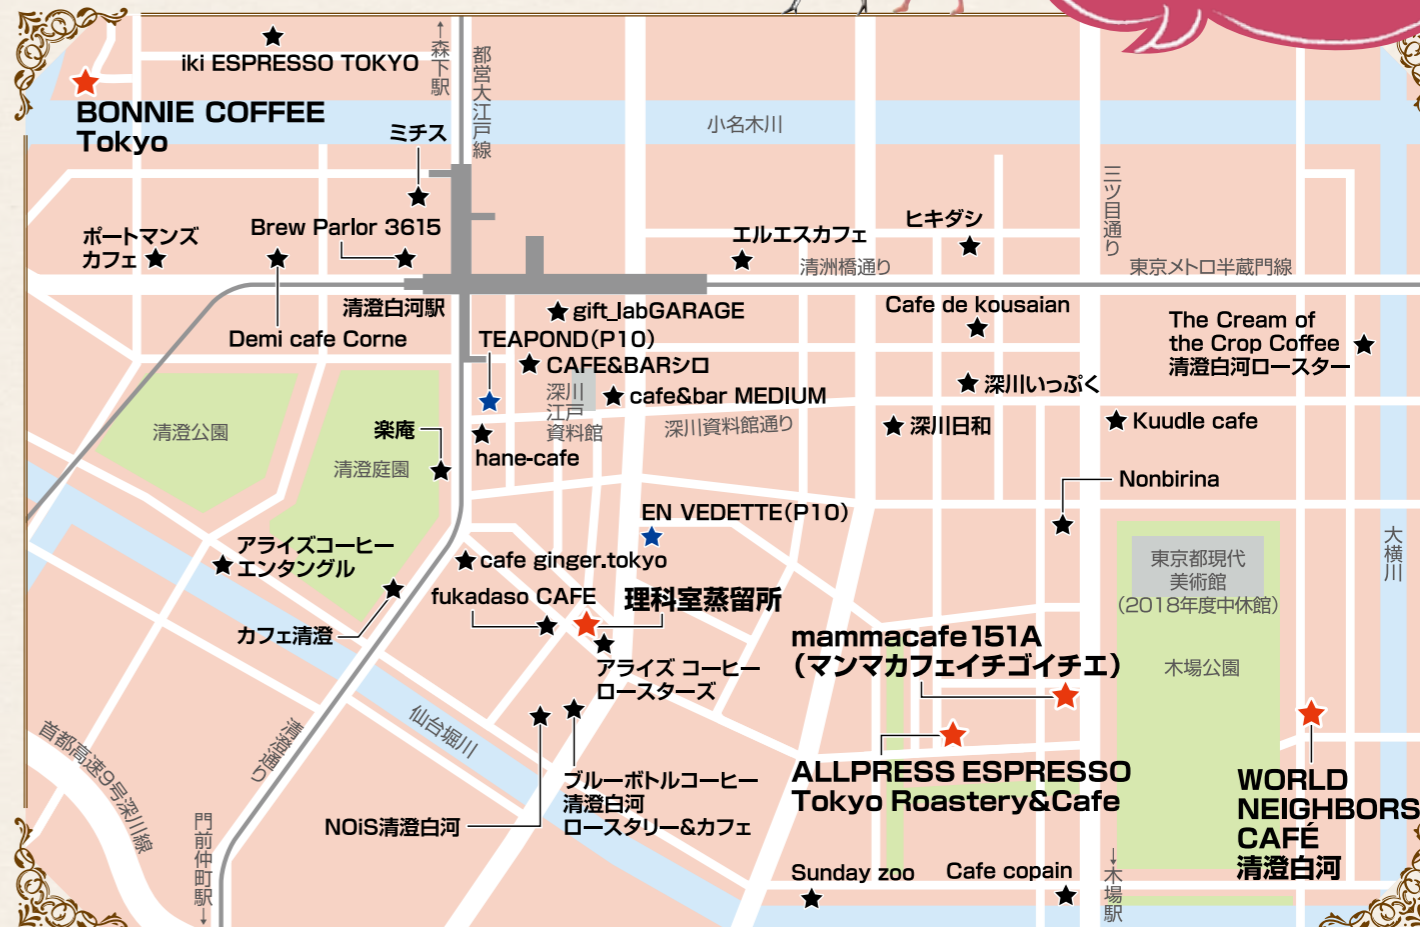 iki ESPRESSO TOKYO
BONNIE COFFEE
Tokyo
↑森下駅
都営大江戸線
小名木川
ミチス
三ツ目通り
Brew Parlor 3615
ポートマンズ
カフェ
エルエスカフェ
ヒキダシ
清洲橋通り
東京メトロ半蔵門線
清澄白河駅
Demi cafe Corne
gift_labGARAGE
Cafe de kousaian
The Cream of
the Crop Coffee
清澄白河ロースター
TEAPOND(P10)
CAFE&BARシロ
深川
江戸
資料館
cafe&bar MEDIUM
深川いっぷく
深川資料館通り
深川日和
Kuudle cafe
清澄公園
楽庵
清澄庭園
hane-cafe
Nonbirina
EN VEDETTE(P10)
大横川
アライズコーヒー
エンタングル
cafe ginger.tokyo
東京都現代
美術館
(2018年度中休館)
fukadaso CAFE
理科室蒸留所
カフェ清澄
mammacafe151A
(マンマカフェイチゴイチエ)
木場公園
アライズ コーヒー
ロースターズ
仙台堀川
清澄通り
首都高速9号深川線
ブルーボトルコーヒー
清澄白河
ロースタリー&カフェ
NOiS清澄白河
門前仲町駅↓
ALLPRESS ESPRESSO
Tokyo Roastery&Cafe
WORLD
NEIGHBORS
CAFÉ
清澄白河
Sunday zoo
Cafe copain
↓木場駅